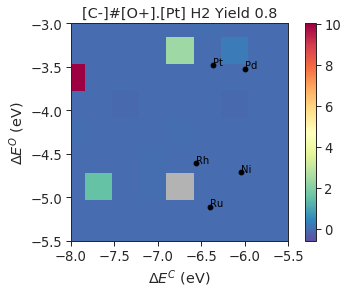 [C-]#[O+].[Pt] H2 Yield 0.8
−3.0
−3.5
−4.0
−4.5
−5.0
−5.5
ΔE^O (eV)
Pt
Pd
Rh
Ni
Ru
−8.0 −7.5 −7.0 −6.5 −6.0 −5.5
ΔE^C (eV)
10
8
6
4
2
0